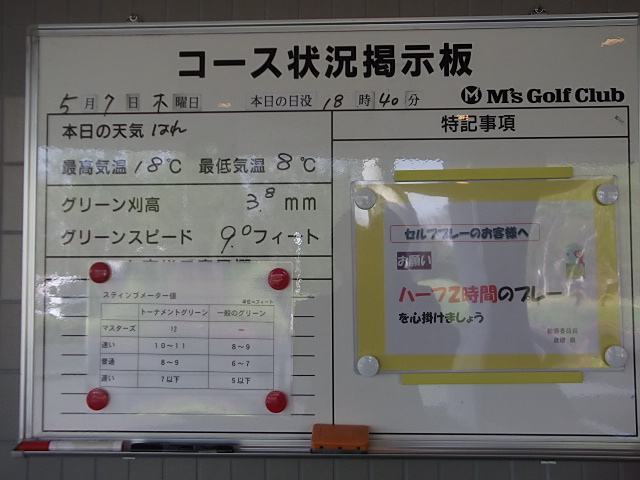 コース状況掲示板
5月7日木曜日 本日の日没 18時40分
M's Golf Club
本日の天気 はれ
最高気温 18℃ 最低気温 8℃
グリーン刈高 3.8 mm
グリーンスピード 9.0フィート
スティンプメーター値
単位=フィート
トーナメントグリーン 一般のグリーン
マスターズ 12 ―
速い 10～11 8～9
普通 8～9 6～7
遅い 7以下 5以下
特記事項
セルフプレーのお客様へ
お願い
ハーフ2時間のプレー
を心掛けましょう